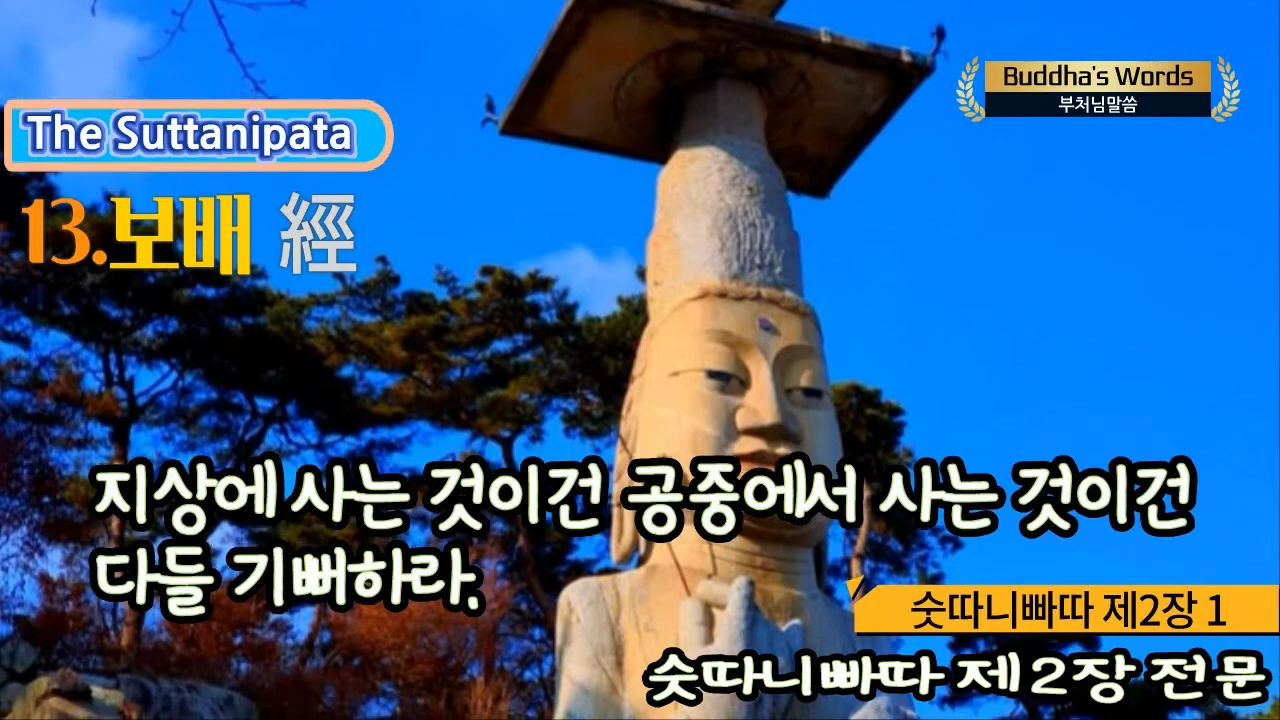 Buddha's Words
부처님말씀
The Suttanipata
13.보배 經
지상에 사는 것이건 공중에서 사는 것이건
다들 기뻐하라.
숫따니빠따 제2장 1
숫따니빠따 제2장 전문